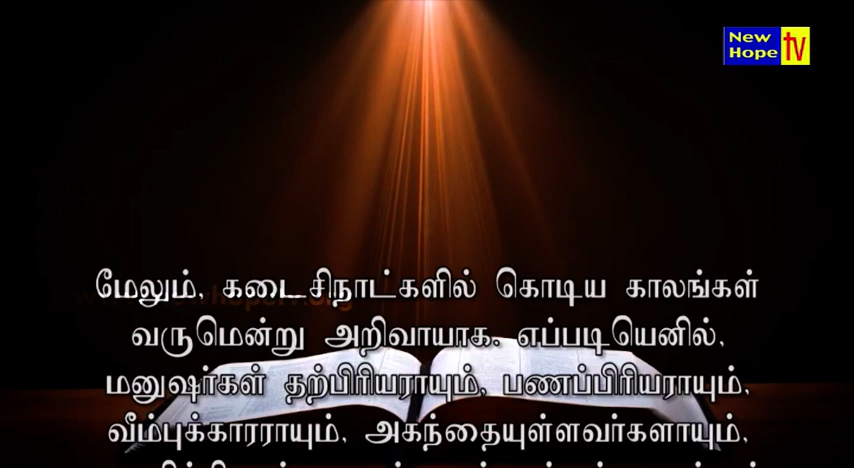 New
Hope tv
மேலும், கடைசிநாட்களில் கொடிய காலங்கள்
வருமென்று அறிவாயாக. எப்படியெனில்,
மனுஷர்கள் தற்பிரியராயும், பணப்பிரியராயும்,
வீம்புக்காரராயும், அகந்தையுள்ளவர்களாயும்,